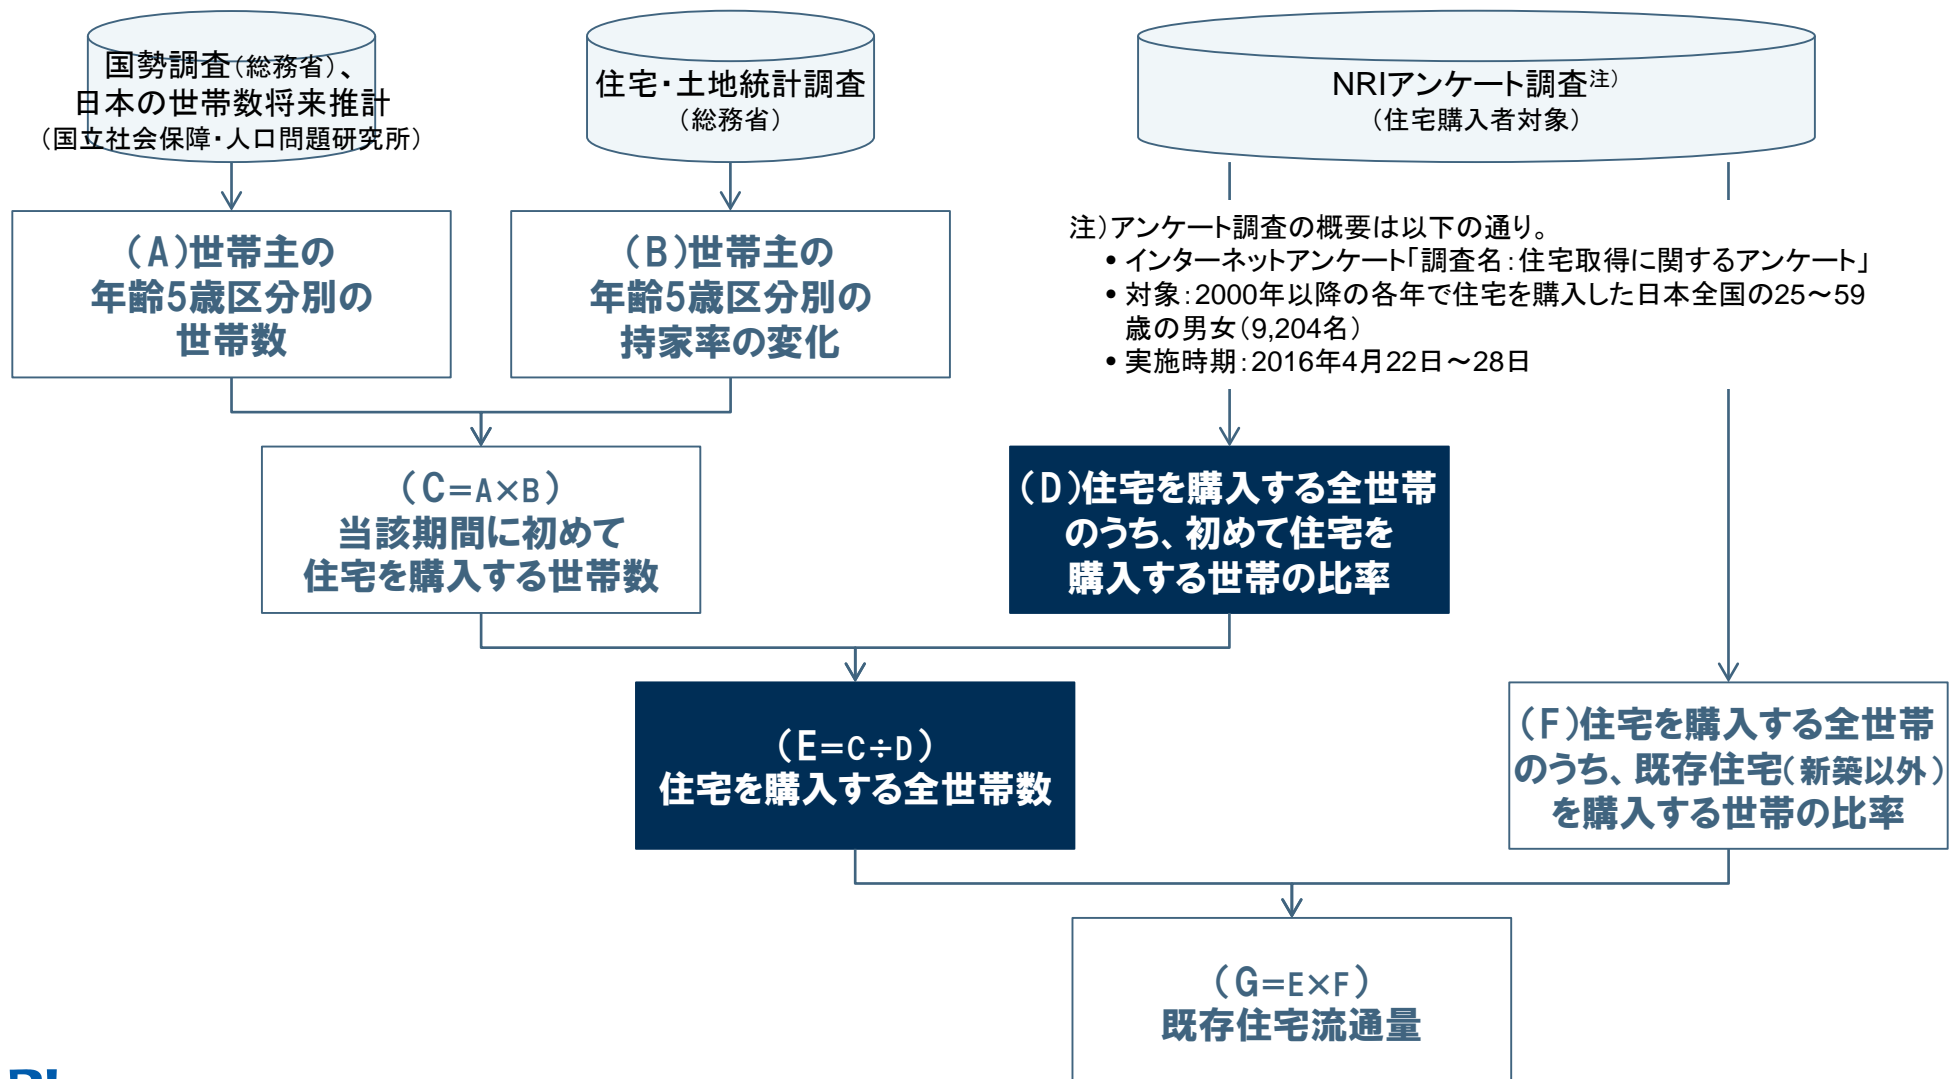 国勢調査(総務省)、
日本の世帯数将来推計
(国立社会保障・人口問題研究所)
住宅・土地統計調査
(総務省)
NRIアンケート調査注)
(住宅購入者対象)
(A)世帯主の
年齢5歳区分別の
世帯数
(B)世帯主の
年齢5歳区分別の
持家率の変化
注)アンケート調査の概要は以下の通り。
• インターネットアンケート「調査名:住宅取得に関するアンケート」
• 対象:2000年以降の各年で住宅を購入した日本全国の25～59
歳の男女(9,204名)
• 実施時期:2016年4月22日～28日
(C=A×B)
当該期間に初めて
住宅を購入する世帯数
(D)住宅を購入する全世帯
のうち、初めて住宅を
購入する世帯の比率
(E=C÷D)
住宅を購入する全世帯数
(F)住宅を購入する全世帯
のうち、既存住宅(新築以外)
を購入する世帯の比率
(G=E×F)
既存住宅流通量